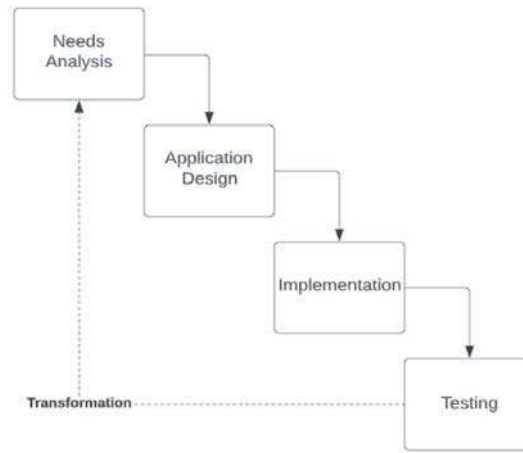 Needs
Analysis
Application
Design
Implementation
Transformation
Testing